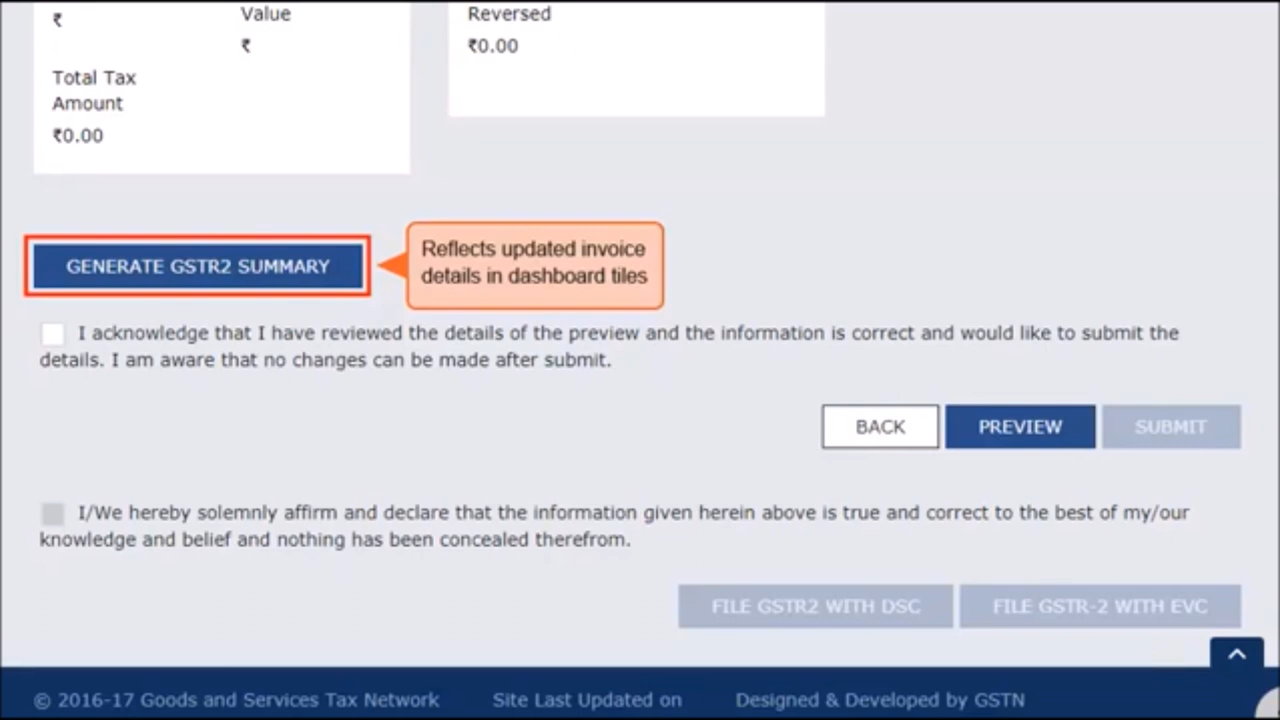 ₹
Value
₹
Total Tax
Amount
₹0.00
Reversed
₹0.00
GENERATE GSTR2 SUMMARY
Reflects updated invoice
details in dashboard tiles
I acknowledge that I have reviewed the details of the preview and the information is correct and would like to submit the
details. I am aware that no changes can be made after submit.
BACK
PREVIEW
SUBMIT
I/We hereby solemnly affirm and declare that the information given herein above is true and correct to the best of my/our
knowledge and belief and nothing has been concealed therefrom.
FILE GSTR2 WITH DSC
FILE GSTR-2 WITH EVC
© 2016-17 Goods and Services Tax Network
Site Last Updated on
Designed & Developed by GSTN